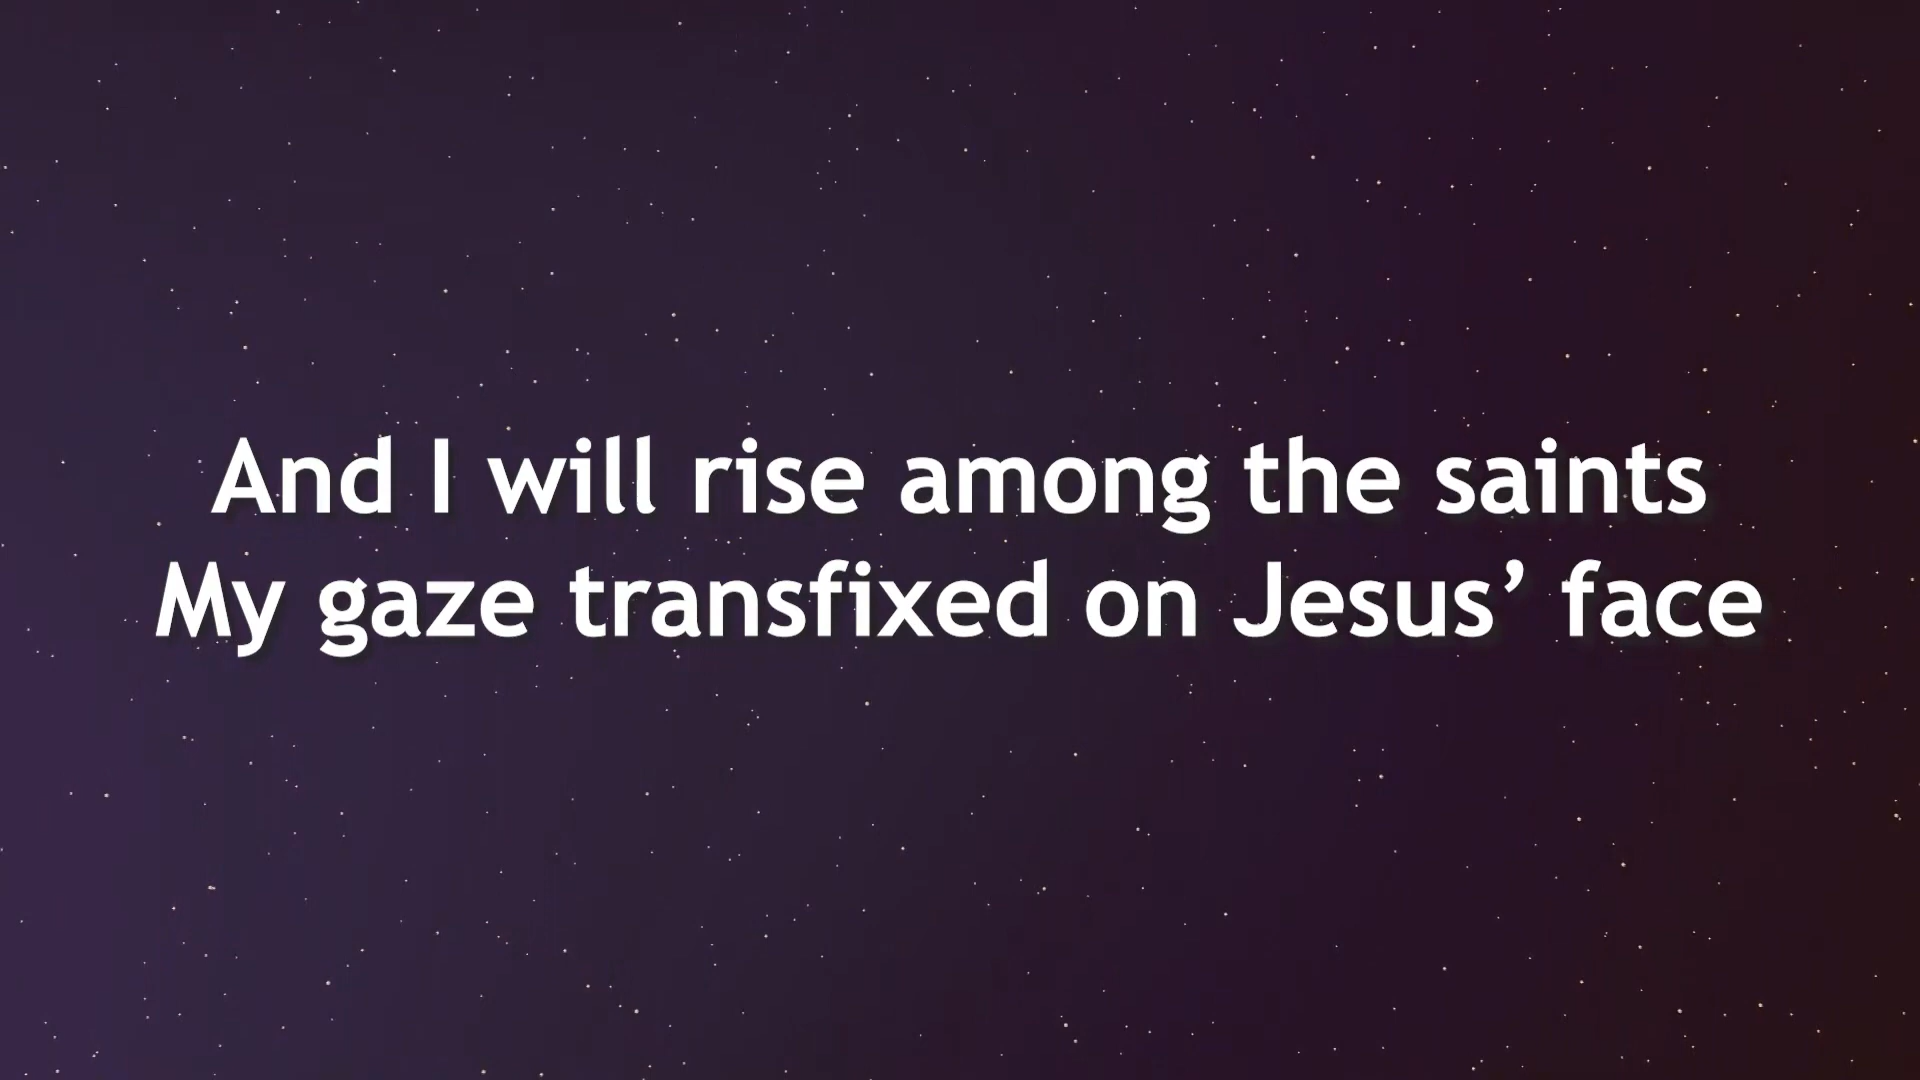 And I will rise among the saints
My gaze transfixed on Jesus’ face